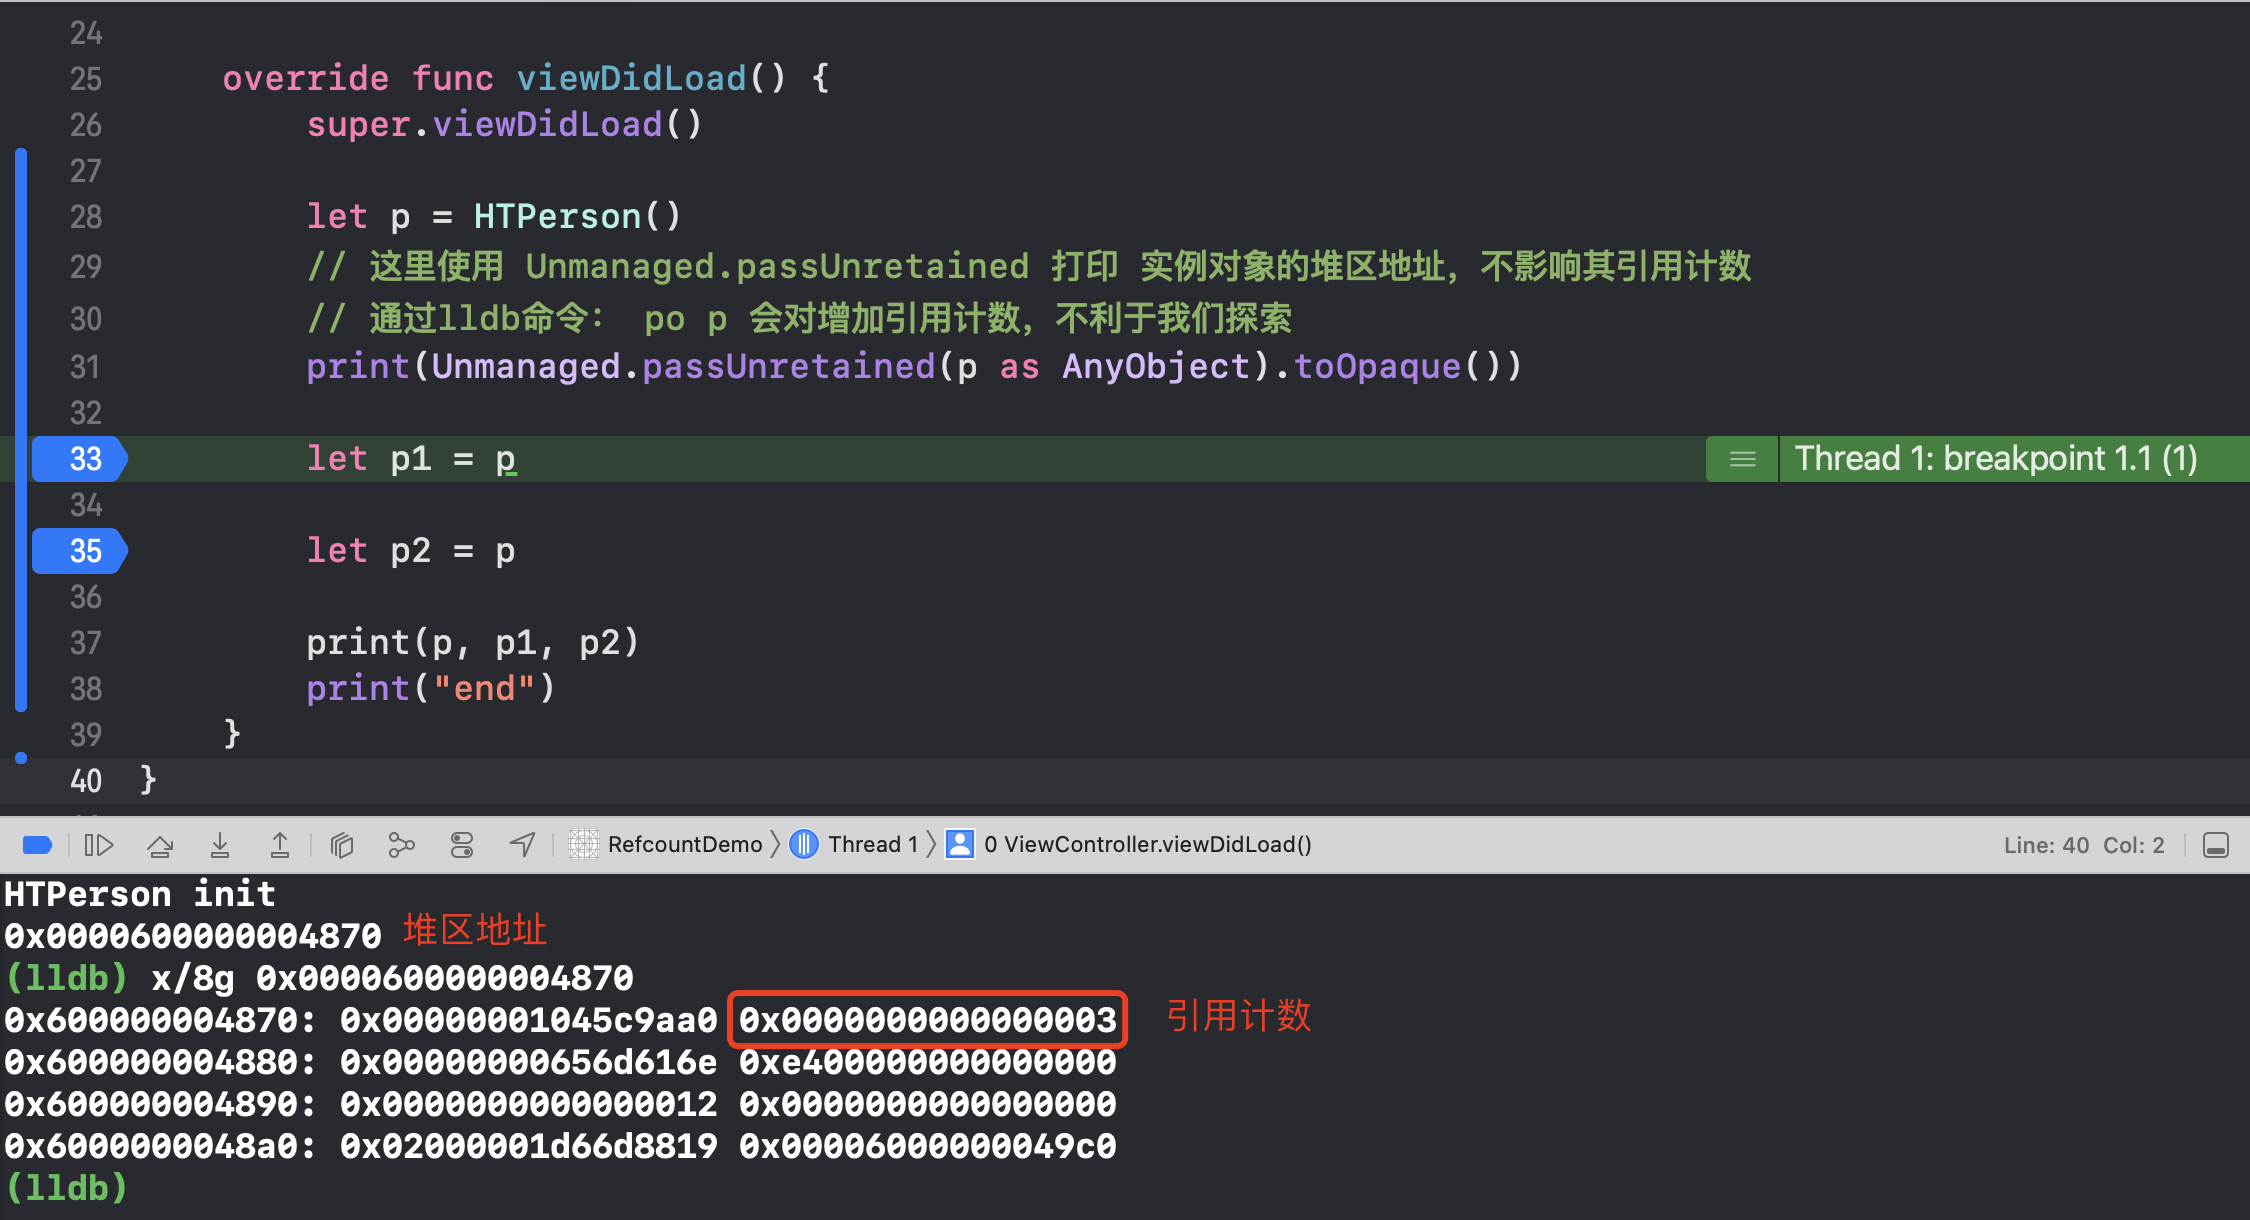 24
25 override func viewDidLoad() {
26 super.viewDidLoad()
27
28 let p = HTPerson()
29 // 这里使用 Unmanaged.passUnretained 打印 实例对象的堆区地址，不影响其引用计数
30 // 通过lldb命令： po p 会对增加引用计数，不利于我们探索
31 print(Unmanaged.passUnretained(p as AnyObject).toOpaque())
32
33 let p1 = p Thread 1: breakpoint 1.1 (1)
34
35 let p2 = p
36
37 print(p, p1, p2)
38 print("end")
39 }
40 }
RefcountDemo Thread 1 0 ViewController.viewDidLoad() Line: 40 Col: 2
HTPerson init
0x0000600000004870 堆区地址
(lldb) x/8g 0x0000600000004870
0x600000004870: 0x00000001045c9aa0 0x0000000000000003 引用计数
0x600000004880: 0x00000000656d616e 0xe400000000000000
0x600000004890: 0x0000000000000012 0x0000000000000000
0x6000000048a0: 0x02000001d66d8819 0x00006000000049c0
(lldb)